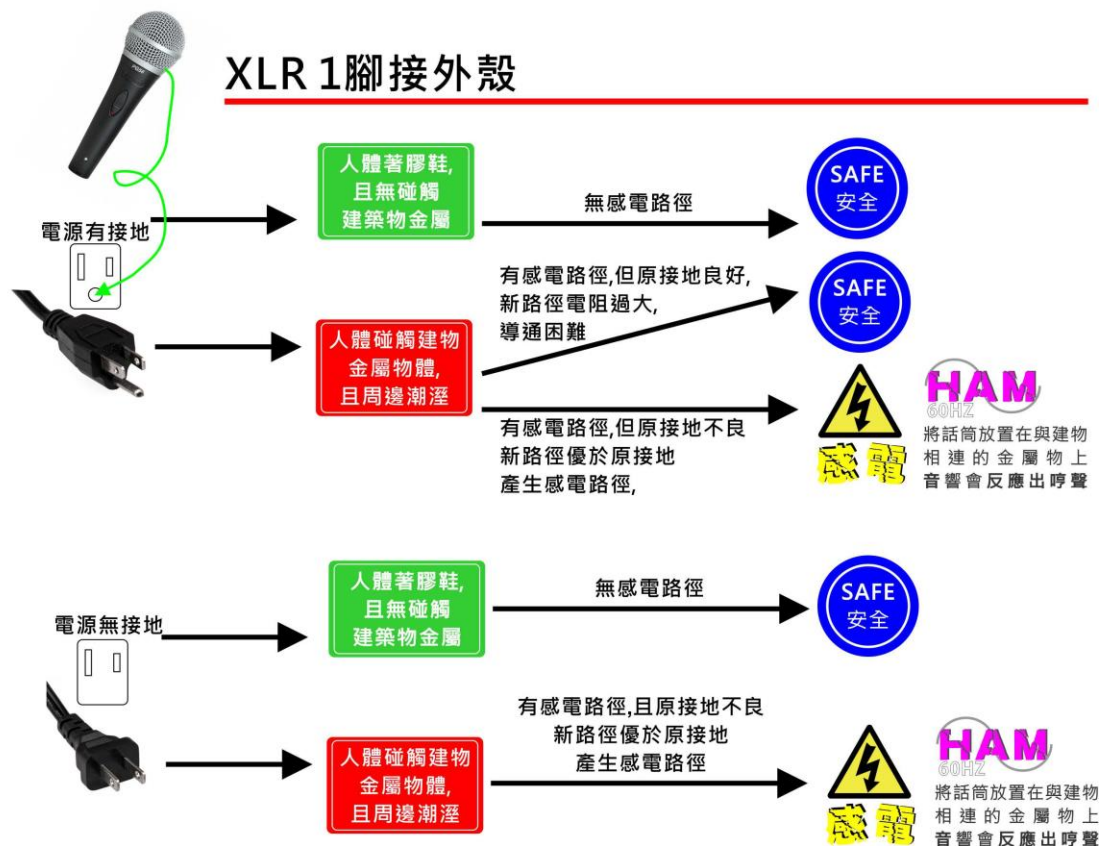 XLR 1腳接外殼
人體著膠鞋,
且無碰觸
建築物金屬
無感電路徑
SAFE
安全
電源有接地
有感電路徑,但原接地良好,
新路徑電阻過大,
導通困難
SAFE
安全
人體碰觸建物
金屬物體,
且周邊潮溼
有感電路徑,但原接地不良
新路徑優於原接地
產生感電路徑,
感電
HAM
60HZ
將話筒放置在與建物
相連的金屬物上
音響會反應出哼聲
人體著膠鞋,
且無碰觸
建築物金屬
無感電路徑
SAFE
安全
電源無接地
有感電路徑,且原接地不良
新路徑優於原接地
產生感電路徑
人體碰觸建物
金屬物體,
且周邊潮溼
感電
HAM
60HZ
將話筒放置在與建物
相連的金屬物上
音響會反應出哼聲